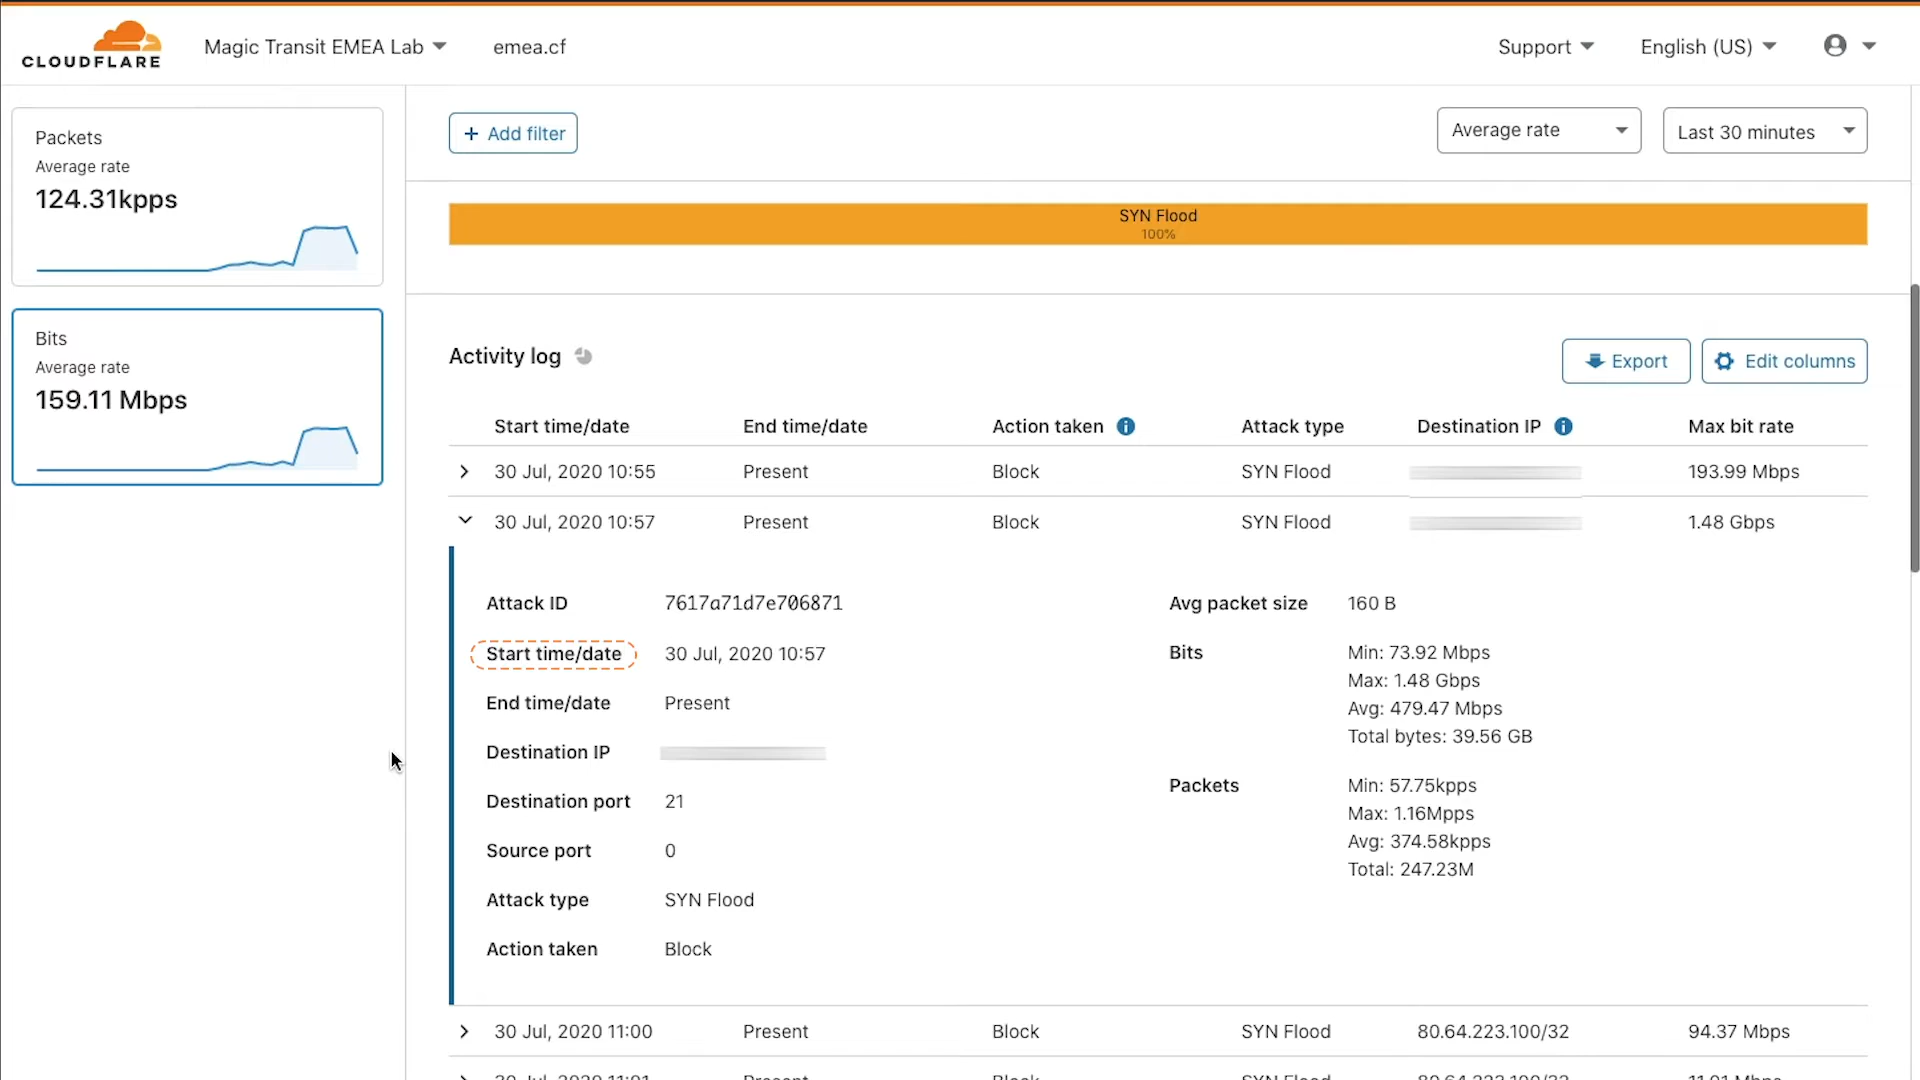 CLOUDFLARE
Magic Transit EMEA Lab
emea.cf
Support
English (US)
Packets
Average rate
124.31kpps
Bits
Average rate
159.11 Mbps
+ Add filter
Average rate
Last 30 minutes
SYN Flood
100%
Activity log
Export
Edit columns
Start time/date End time/date Action taken Attack type Destination IP Max bit rate
30 Jul, 2020 10:55 Present Block SYN Flood 193.99 Mbps
30 Jul, 2020 10:57 Present Block SYN Flood 1.48 Gbps
Attack ID 7617a71d7e706871
Start time/date 30 Jul, 2020 10:57
End time/date Present
Destination IP
Destination port 21
Source port 0
Attack type SYN Flood
Action taken Block
Avg packet size 160 B
Bits Min: 73.92 Mbps
Max: 1.48 Gbps
Avg: 479.47 Mbps
Total bytes: 39.56 GB
Packets Min: 57.75kpps
Max: 1.16Mpps
Avg: 374.58kpps
Total: 247.23M
30 Jul, 2020 11:00 Present Block SYN Flood 80.64.223.100/32 94.37 Mbps